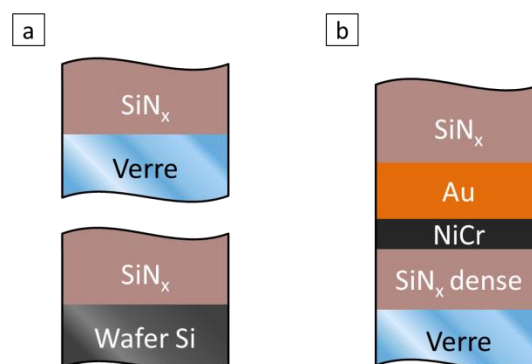 a
SiNx
Verre
SiNx
Wafer Si
b
SiNx
Au
NiCr
SiNx dense
Verre